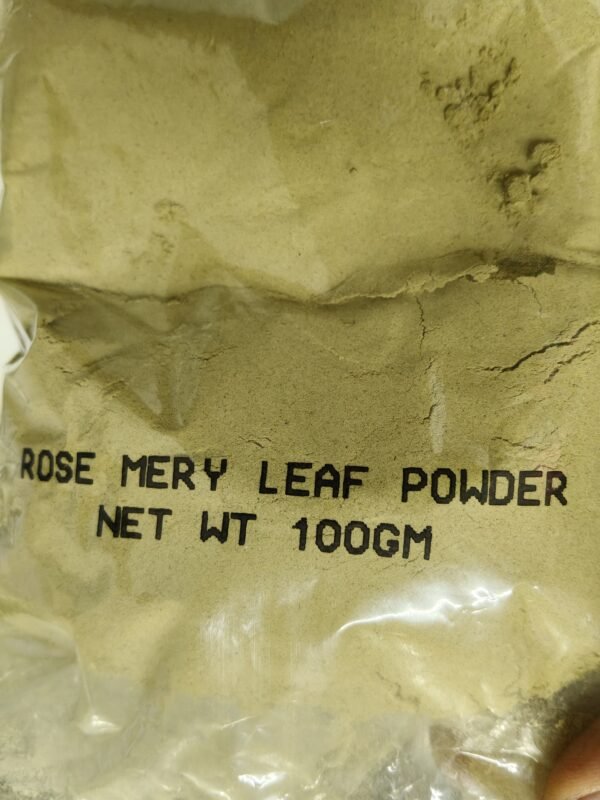 ROSE MERY LEAF POWDER
NET WT 100GM